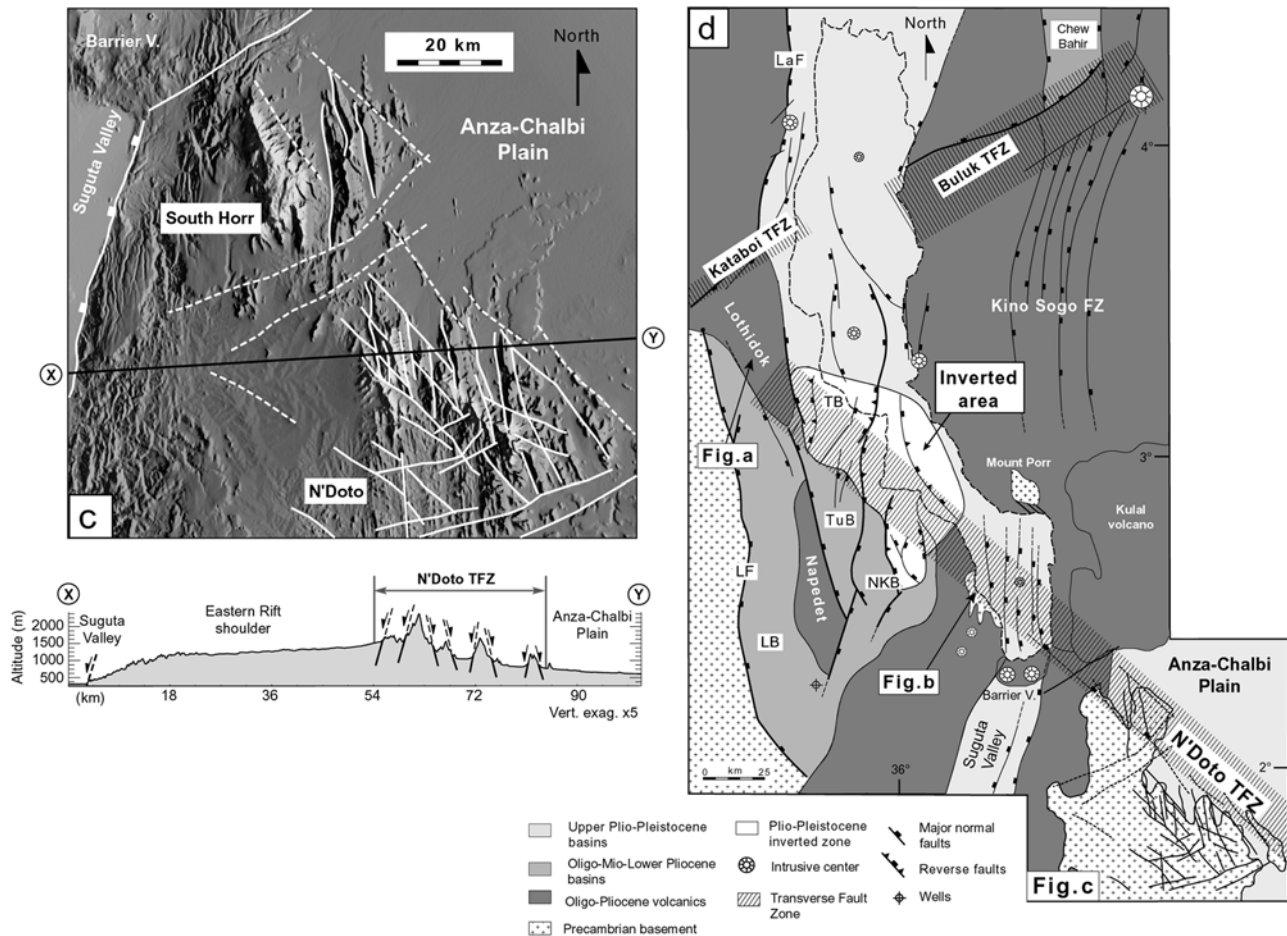 Barrier V.
20 km
North
Suguta Valley
Anza-Chalbi
Plain
South Horr
X
Y
N'Doto
c
X
N'Doto TFZ
Y
Altitude (m)
2000
1500
1000
500
Suguta
Valley
Eastern Rift
shoulder
Anza-Chalbi
Plain
(km)
18
36
54
72
90
Vert. exag. x5
d
North
LaF
Chew
Bahir
4°
Buluk TFZ
Kataboi TFZ
Kino Sogo FZ
Lothidok
Inverted
area
TB
Fig.a
3°
Mount Porr
Kulal
volcano
TuB
Napedet
LF
NKB
LB
Fig.b
Barrier V.
Anza-Chalbi
Plain
Suguta
Valley
N'Doto TFZ
2°
0 km 25
36°
Fig.c
Upper Plio-Pleistocene
basins
Oligo-Mio-Lower Pliocene
basins
Oligo-Pliocene volcanics
Precambrian basement
Plio-Pleistocene
inverted zone
Intrusive center
Transverse Fault
Zone
Major normal
faults
Reverse faults
Wells